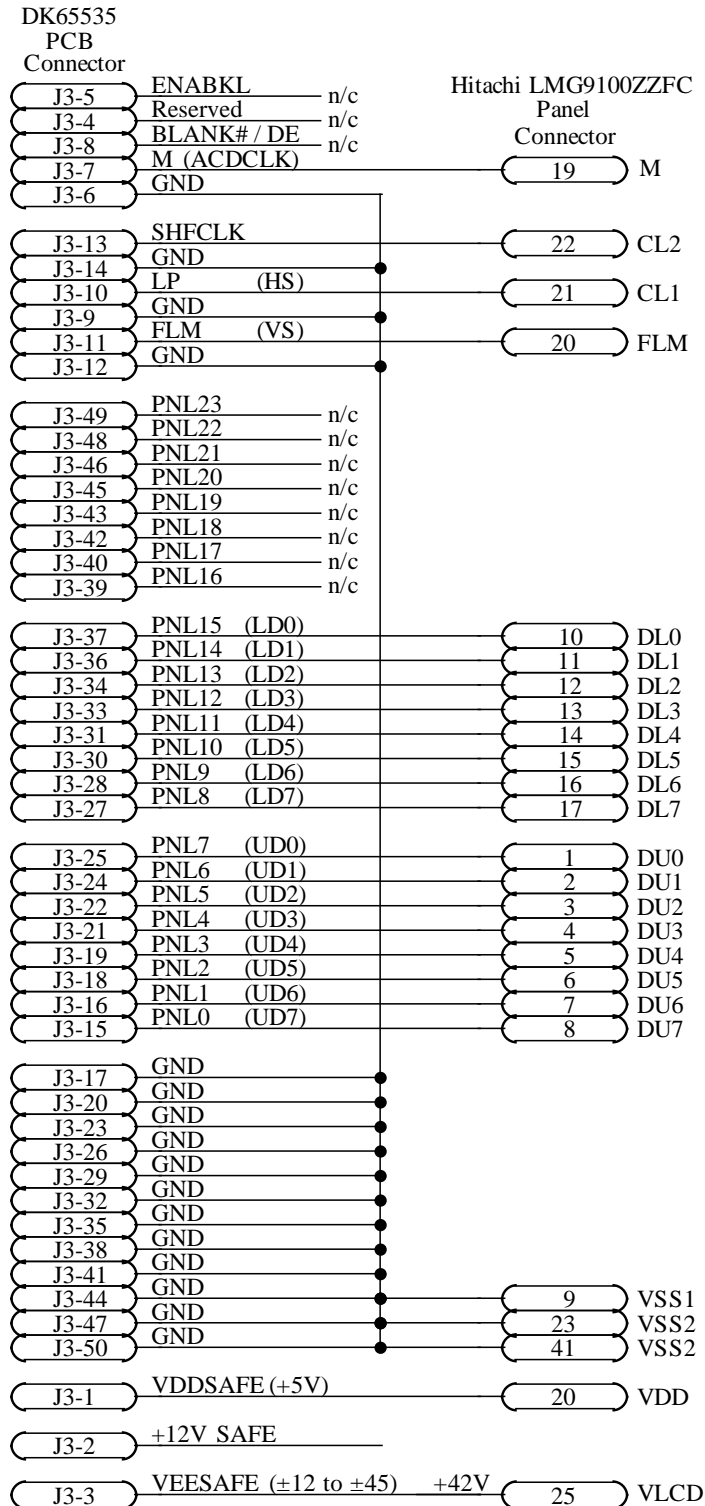 DK65535
PCB
Connector
Hitachi LMG9100ZZFC
Panel
Connector
J3-5 ENABKL n/c
J3-4 Reserved n/c
J3-8 BLANK# / DE n/c
J3-7 M (ACDCLK) 19 M
J3-6 GND
J3-13 SHFCLK 22 CL2
J3-14 GND
J3-10 LP (HS) 21 CL1
J3-9 GND
J3-11 FLM (VS) 20 FLM
J3-12 GND
J3-49 PNL23 n/c
J3-48 PNL22 n/c
J3-46 PNL21 n/c
J3-45 PNL20 n/c
J3-43 PNL19 n/c
J3-42 PNL18 n/c
J3-40 PNL17 n/c
J3-39 PNL16 n/c
J3-37 PNL15 (LD0) 10 DL0
J3-36 PNL14 (LD1) 11 DL1
J3-34 PNL13 (LD2) 12 DL2
J3-33 PNL12 (LD3) 13 DL3
J3-31 PNL11 (LD4) 14 DL4
J3-30 PNL10 (LD5) 15 DL5
J3-28 PNL9 (LD6) 16 DL6
J3-27 PNL8 (LD7) 17 DL7
J3-25 PNL7 (UD0) 1 DU0
J3-24 PNL6 (UD1) 2 DU1
J3-22 PNL5 (UD2) 3 DU2
J3-21 PNL4 (UD3) 4 DU3
J3-19 PNL3 (UD4) 5 DU4
J3-18 PNL2 (UD5) 6 DU5
J3-16 PNL1 (UD6) 7 DU6
J3-15 PNL0 (UD7) 8 DU7
J3-17 GND
J3-20 GND
J3-23 GND
J3-26 GND
J3-29 GND
J3-32 GND
J3-35 GND
J3-38 GND
J3-41 GND
J3-44 GND 9 VSS1
J3-47 GND 23 VSS2
J3-50 GND 41 VSS2
J3-1 VDDSAFE (+5V) 20 VDD
J3-2 +12V SAFE
J3-3 VEESAFE (±12 to ±45) +42V 25 VLCD